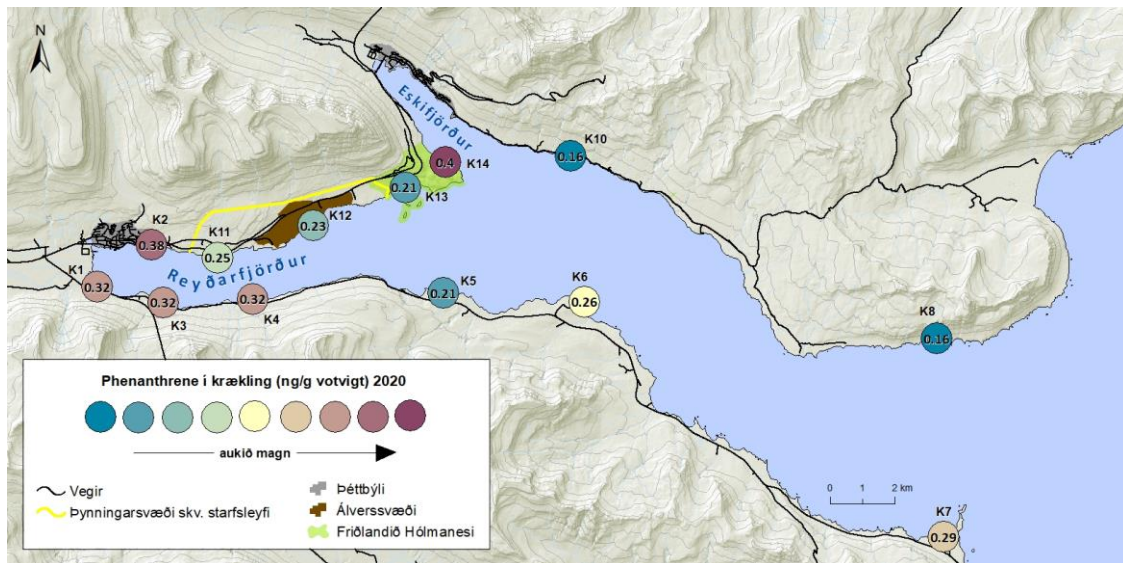 N
Eskifjörður
K10
0.16
0.4
K14
0.21
K13
K2
K12
0.23
0.38
K11
0.25
Reyðarfjörður
K1
0.32
K5
0.21
K6
0.26
0.32
K3
0.32
K4
K8
0.16
Phenanthrene í krækling (ng/g votvigt) 2020
aukið magn
Vegir
Þynningarsvæði skv. starfsleyfi
Þéttbýli
Álverssvæði
Friðlandið Hólmanesi
0 1 2 km
K7
0.29